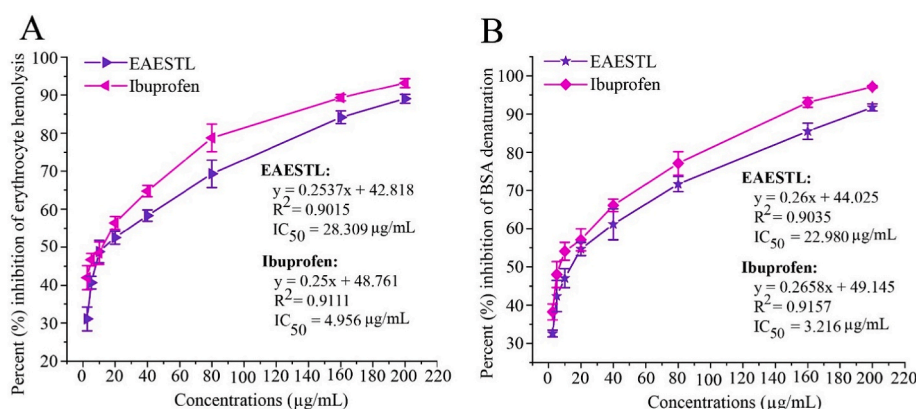 A
EAESTL
Ibuprofen
Percent (%) inhibition of erythrocyte hemolysis
100
90
80
70
60
50
40
30
20
EAESTL:
y = 0.2537x + 42.818
R2 = 0.9015
IC50 = 28.309 µg/mL
Ibuprofen:
y = 0.25x + 48.761
R2 = 0.9111
IC50 = 4.956 µg/mL
0 20 40 60 80 100 120 140 160 180 200 220
Concentrations (µg/mL)
B
EAESTL
Ibuprofen
Percent (%) inhibition of BSA denaturation
100
90
80
70
60
50
40
30
EAESTL:
y = 0.26x + 44.025
R2 = 0.9035
IC50 = 22.980 µg/mL
Ibuprofen:
y = 0.2658x + 49.145
R2 = 0.9157
IC50 = 3.216 µg/mL
0 20 40 60 80 100 120 140 160 180 200 220
Concentrations (µg/mL)